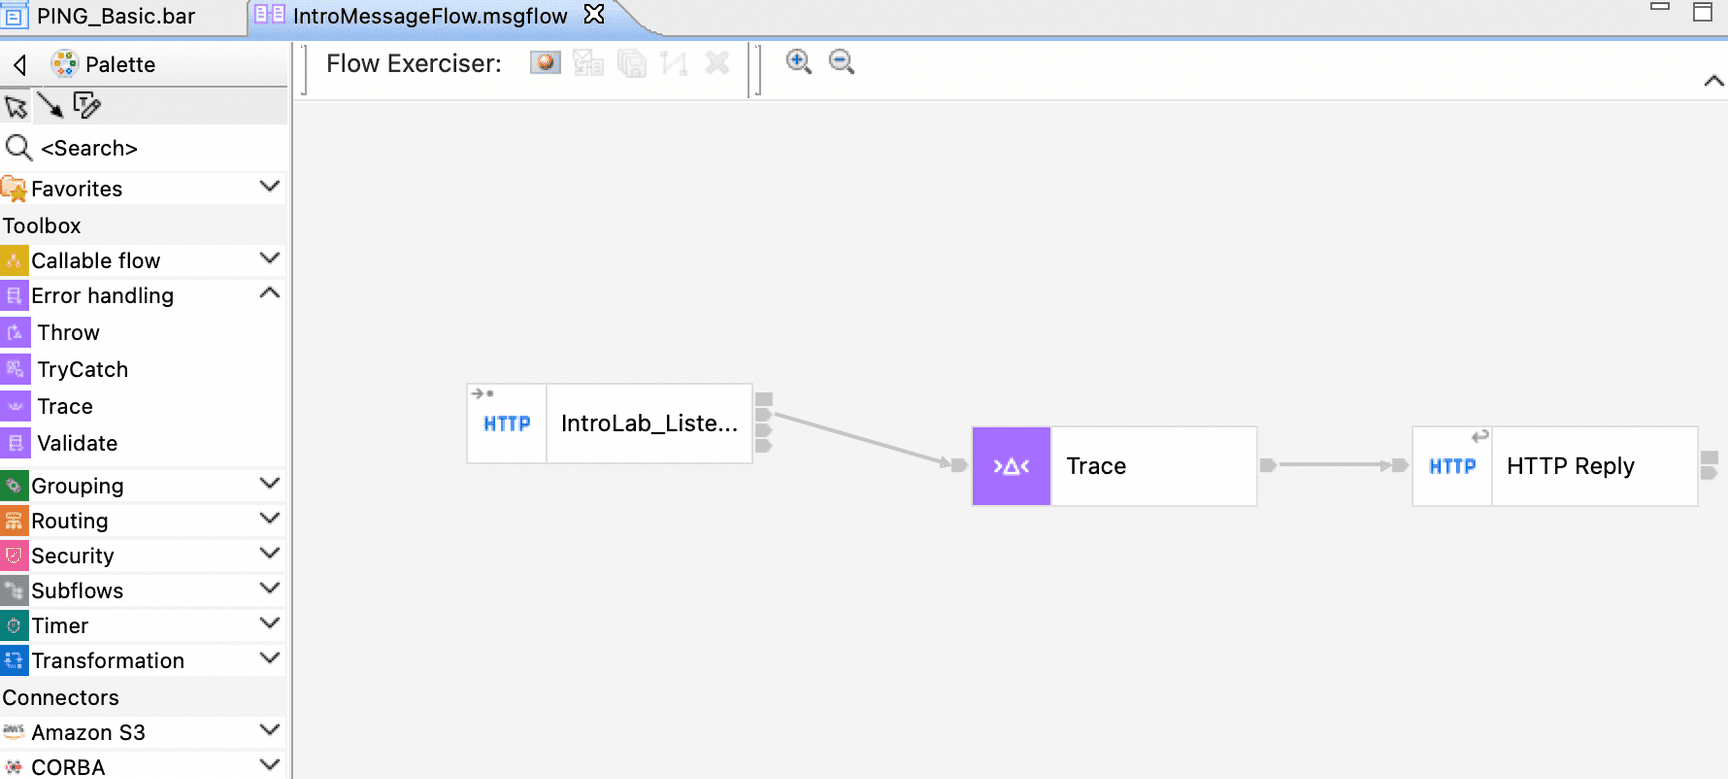 PING_Basic.bar
IntroMessageFlow.msgflow
Palette
Flow Exerciser:
<Search>
Favorites
Toolbox
Callable flow
Error handling
Throw
TryCatch
Trace
Validate
Grouping
Routing
Security
Subflows
Timer
Transformation
Connectors
aws Amazon S3
CORBA
HTTP IntroLab_Liste...
Trace
HTTP HTTP Reply